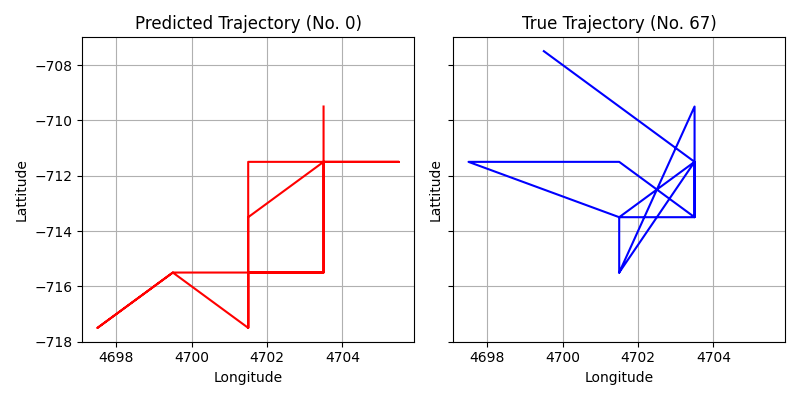 Predicted Trajectory (No. 0)
True Trajectory (No. 67)
−708
−710
−712
−714
−716
−718
Lattitude
Lattitude
4698 4700 4702 4704
4698 4700 4702 4704
Longitude
Longitude